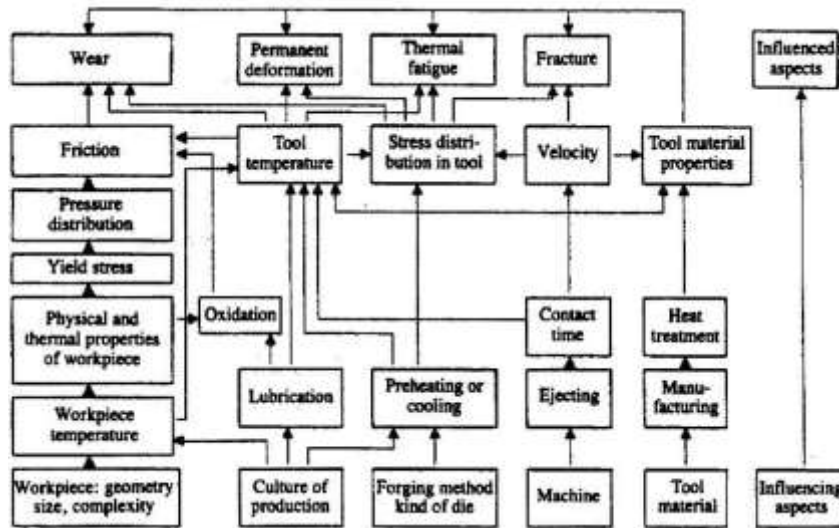 Wear
Permanent
deformation
Thermal
fatigue
Fracture
Influenced
aspects
Friction
Tool
temperature
Stress distri-
bution in tool
Velocity
Tool material
properties
Pressure
distribution
Yield stress
Physical and
thermal properties
of workpiece
Oxidation
Contact
time
Heat
treatment
Workpiece
temperature
Lubrication
Preheating or
cooling
Ejecting
Manu-
facturing
Workpiece: geometry
size, complexity
Culture of
production
Forging method
kind of die
Machine
Tool
material
Influencing
aspects